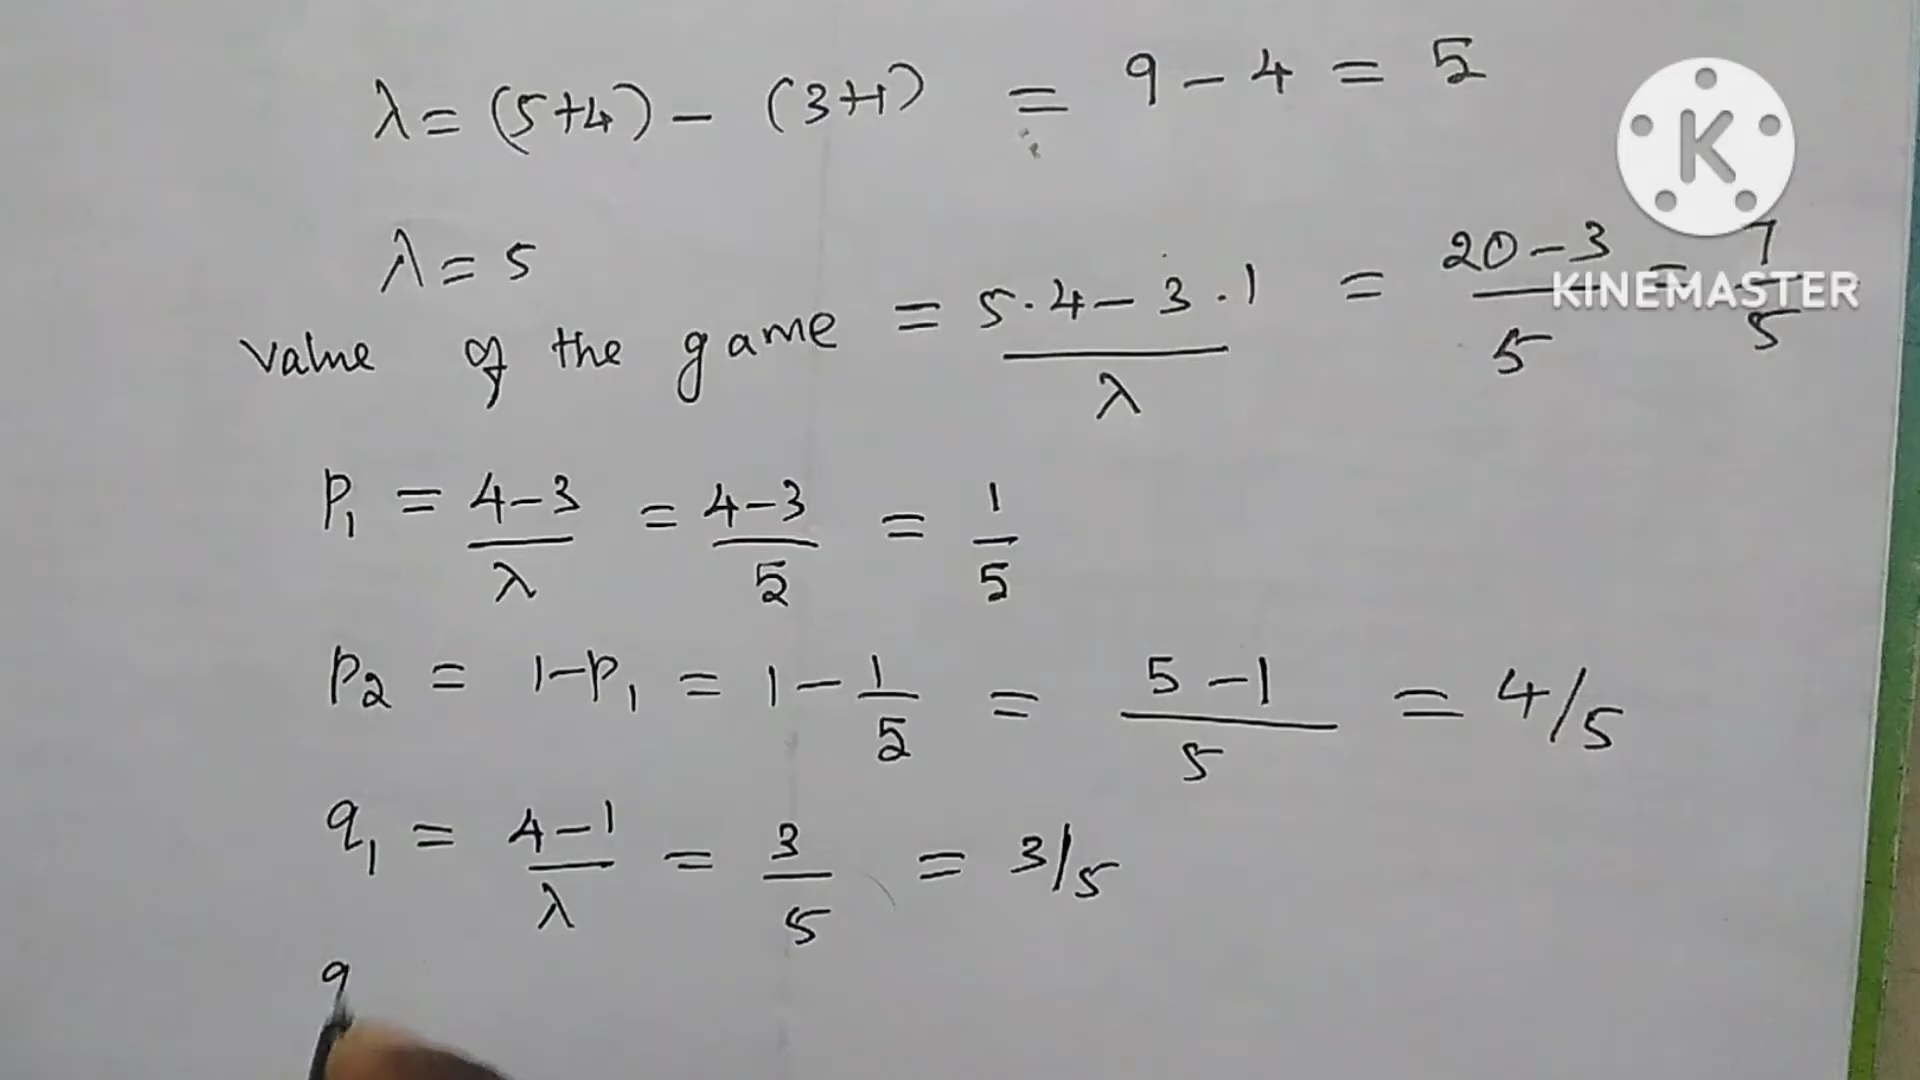 λ = (5+4) - (3+1) = 9 - 4 = 5
K
λ = 5
value of the game = 5·4 - 3·1 / λ = 20 - 3 / 5 = 7 / 5
KINEMASTER
P₁ = 4-3 / λ = 4-3 / 5 = 1 / 5
P₂ = 1-P₁ = 1 - 1 / 5 = 5 - 1 / 5 = 4/5
q₁ = 4-1 / λ = 3 / 5 = 3/5
q